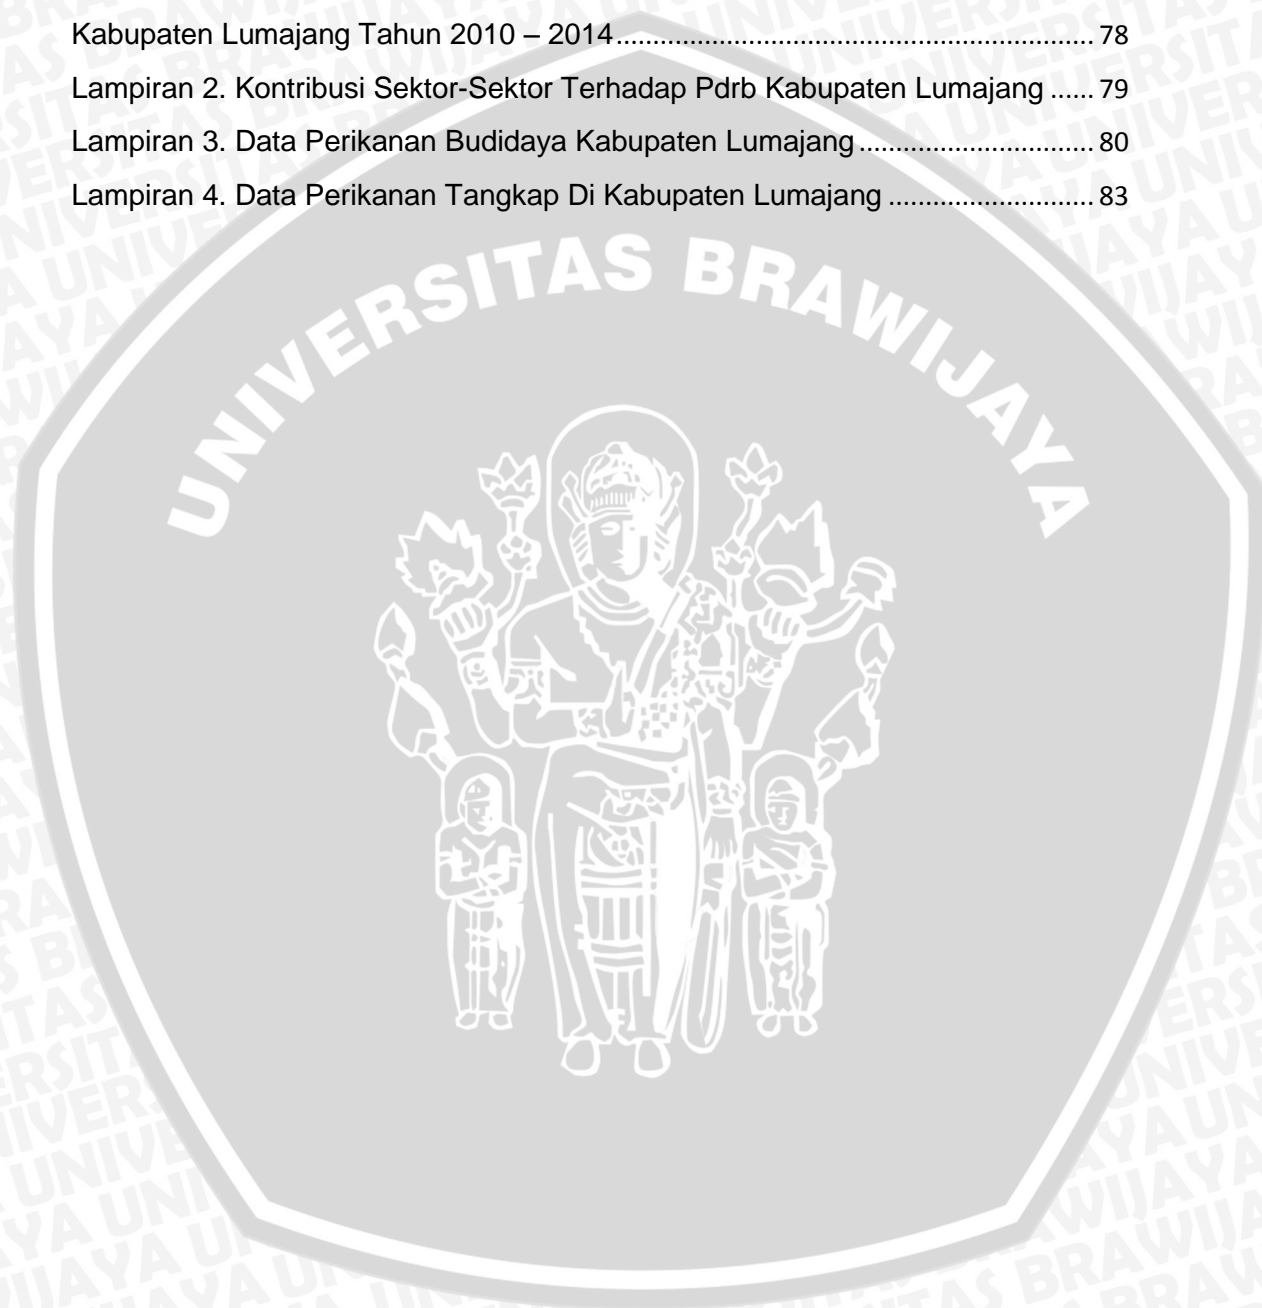 Kabupaten Lumajang Tahun 2010 – 2014................................................................ 78
Lampiran 2. Kontribusi Sektor-Sektor Terhadap Pdrb Kabupaten Lumajang ...... 79
Lampiran 3. Data Perikanan Budidaya Kabupaten Lumajang ............................... 80
Lampiran 4. Data Perikanan Tangkap Di Kabupaten Lumajang ............................ 83
UNIVERSITAS BRAWIJAYA